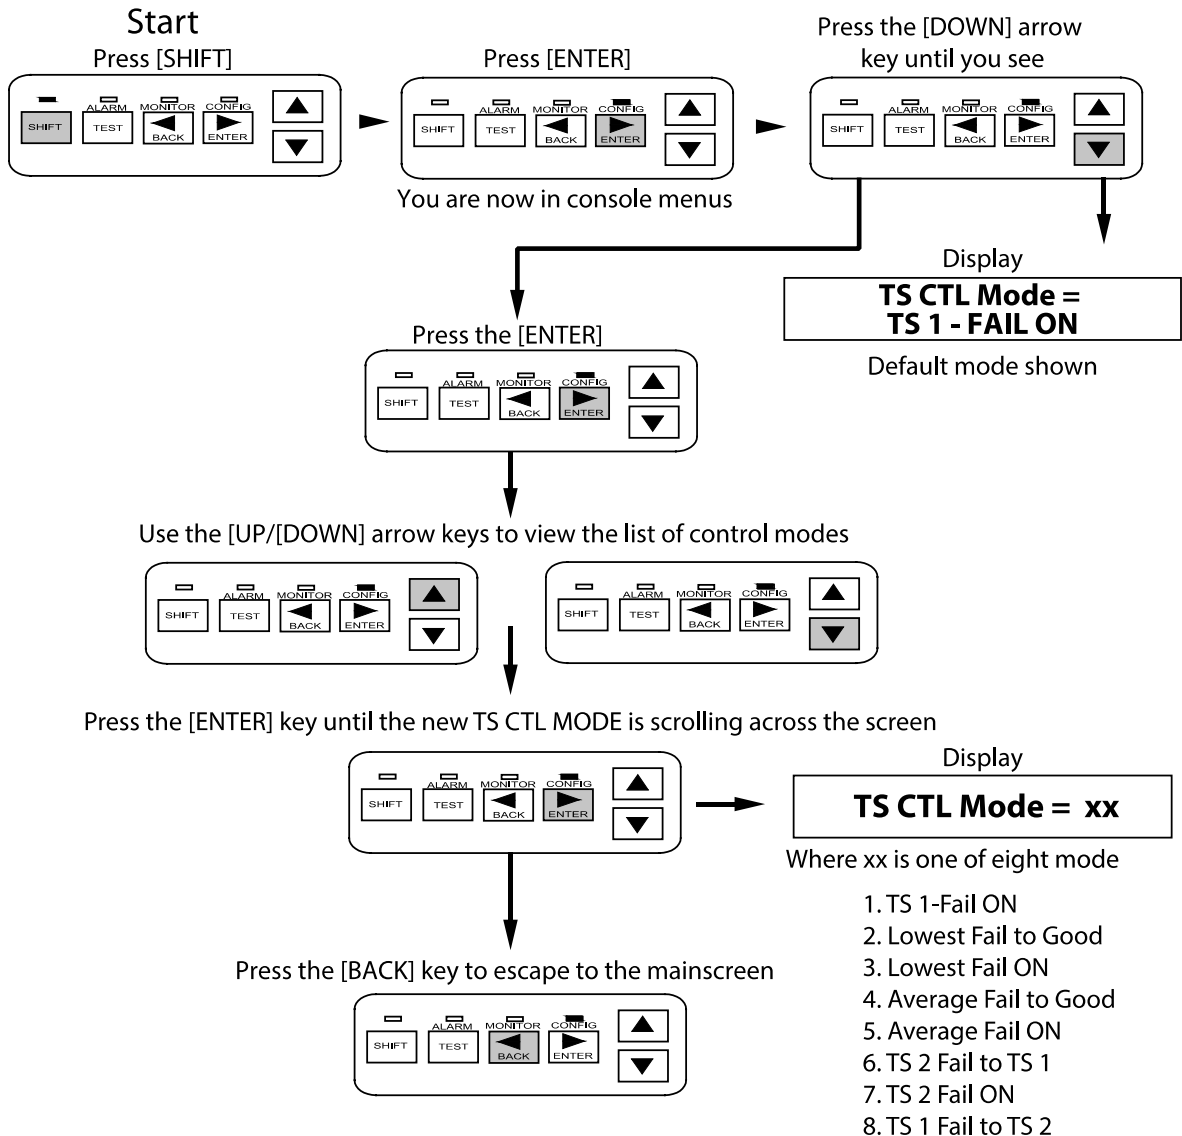 Start
Press [SHIFT]
ALARM MONITOR CONFIG
SHIFT TEST BACK ENTER
Press [ENTER]
ALARM MONITOR CONFIG
SHIFT TEST BACK ENTER
You are now in console menus
Press the [DOWN] arrow
key until you see
ALARM MONITOR CONFIG
SHIFT TEST BACK ENTER
Display
TS CTL Mode =
TS 1 - FAIL ON
Default mode shown
Press the [ENTER]
ALARM MONITOR CONFIG
SHIFT TEST BACK ENTER
Use the [UP/[DOWN] arrow keys to view the list of control modes
ALARM MONITOR CONFIG
SHIFT TEST BACK ENTER
ALARM MONITOR CONFIG
SHIFT TEST BACK ENTER
Press the [ENTER] key until the new TS CTL MODE is scrolling across the screen
ALARM MONITOR CONFIG
SHIFT TEST BACK ENTER
Display
TS CTL Mode = xx
Where xx is one of eight mode
1. TS 1-Fail ON
2. Lowest Fail to Good
3. Lowest Fail ON
4. Average Fail to Good
5. Average Fail ON
6. TS 2 Fail to TS 1
7. TS 2 Fail ON
8. TS 1 Fail to TS 2
Press the [BACK] key to escape to the mainscreen
ALARM MONITOR CONFIG
SHIFT TEST BACK ENTER